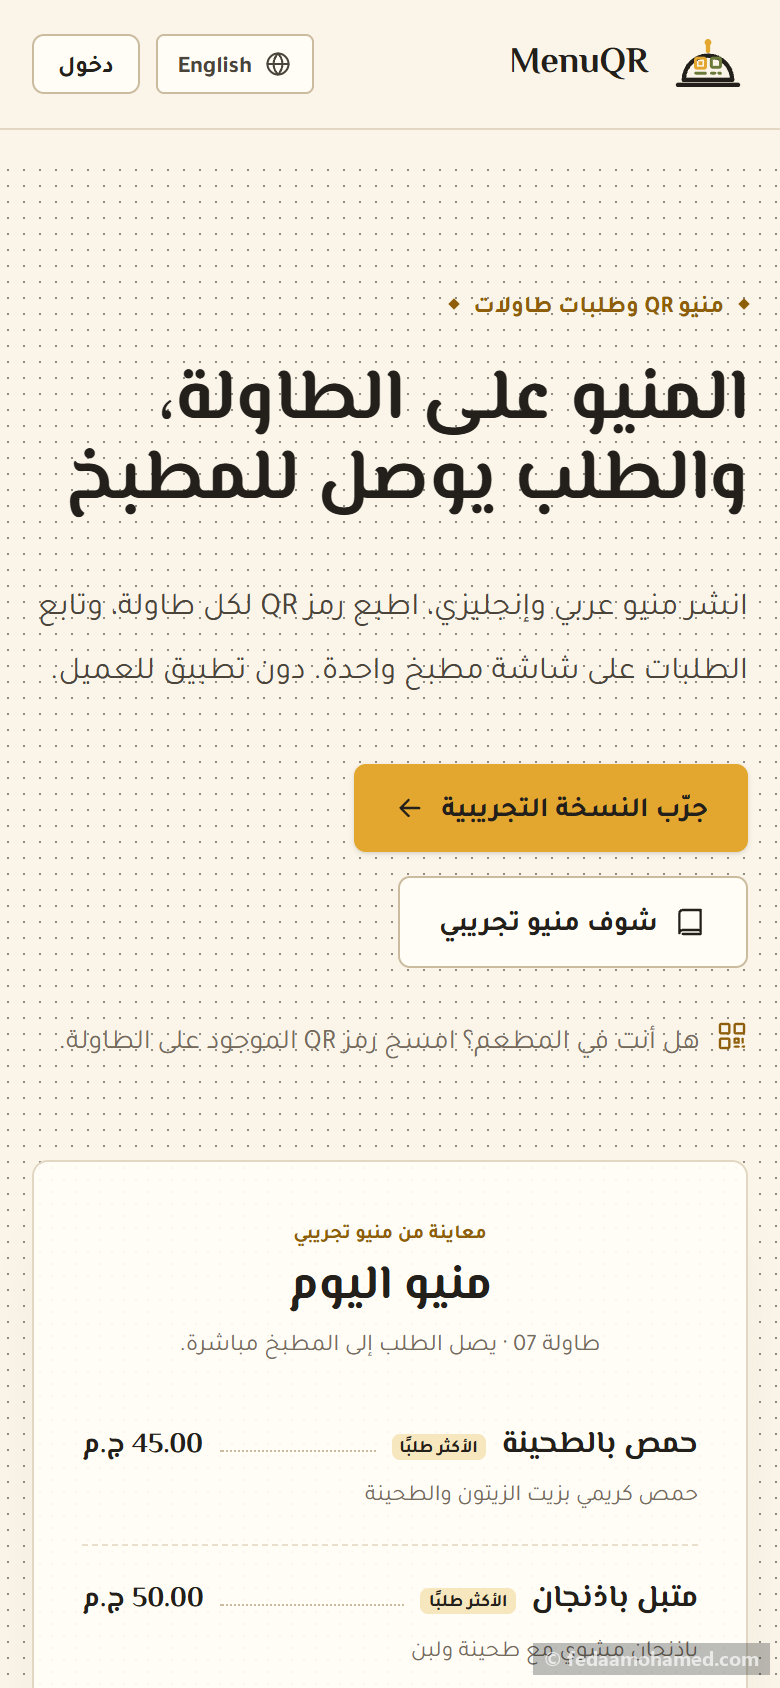 MenuQR
English
دخول
منيو QR وطلبات طاولات
المنيو على الطاولة،
والطلب يوصل للمطبخ
انشر منيو عربي وإنجليزي، اطبع رمز QR لكل طاولة، وتابع
الطلبات على شاشة مطبخ واحدة. دون تطبيق للعميل.
جرّب النسخة التجريبية ←
شوف منيو تجريبي
هل أنت في المطعم؟ امسح رمز QR الموجود على الطاولة.
معاينة من منيو تجريبي
منيو اليوم
طاولة 07 · يصل الطلب إلى المطبخ مباشرة.
حمص بالطحينة الأكثر طلبًا 45.00 ج.م
حمص كريمي بزيت الزيتون والطحينة
متبل باذنجان الأكثر طلبًا 50.00 ج.م
باذنجان مشوي مع طحينة ولبن
© fedaamohamed.com